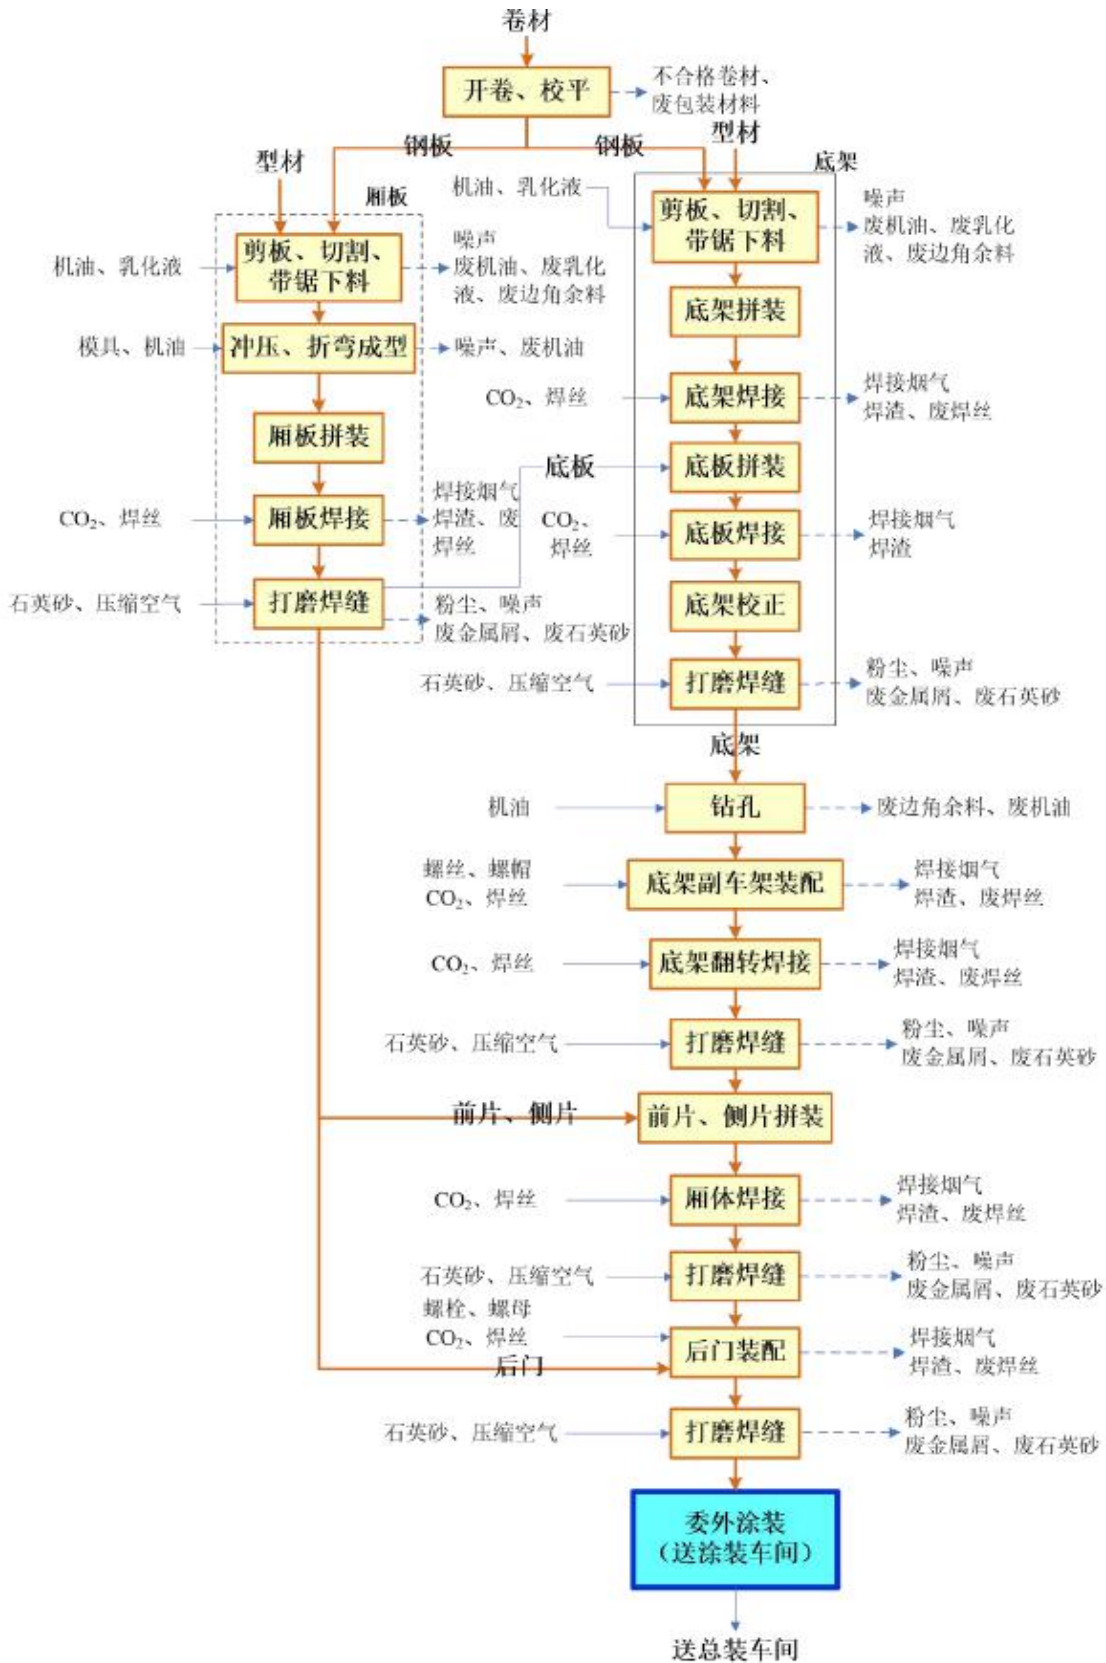 卷材
开卷、校平
不合格卷材、
废包装材料
钢板
钢板
型材
型材
底架
厢板
机油、乳化液
剪板、切割、
带锯下料
噪声
废机油、废乳化
液、废边角余料
机油、乳化液
剪板、切割、
带锯下料
噪声
废机油、废乳化
液、废边角余料
底架拼装
模具、机油
冲压、折弯成型
噪声、废机油
CO₂、焊丝
底架焊接
焊接烟气
焊渣、废焊丝
厢板拼装
底板
底板拼装
CO₂、焊丝
厢板焊接
焊接烟气
焊渣、废
焊丝
CO₂、
焊丝
底板焊接
焊接烟气
焊渣
石英砂、压缩空气
打磨焊缝
粉尘、噪声
废金属屑、废石英砂
底架校正
石英砂、压缩空气
打磨焊缝
粉尘、噪声
废金属屑、废石英砂
底架
机油
钻孔
废边角余料、废机油
螺丝、螺帽
CO₂、焊丝
底架副车架装配
焊接烟气
焊渣、废焊丝
CO₂、焊丝
底架翻转焊接
焊接烟气
焊渣、废焊丝
石英砂、压缩空气
打磨焊缝
粉尘、噪声
废金属屑、废石英砂
前片、侧片
前片、侧片拼装
CO₂、焊丝
厢体焊接
焊接烟气
焊渣、废焊丝
石英砂、压缩空气
打磨焊缝
粉尘、噪声
废金属屑、废石英砂
螺栓、螺母
CO₂、焊丝
后门
后门装配
焊接烟气
焊渣、废焊丝
石英砂、压缩空气
打磨焊缝
粉尘、噪声
废金属屑、废石英砂
委外涂装
（送涂装车间）
送总装车间